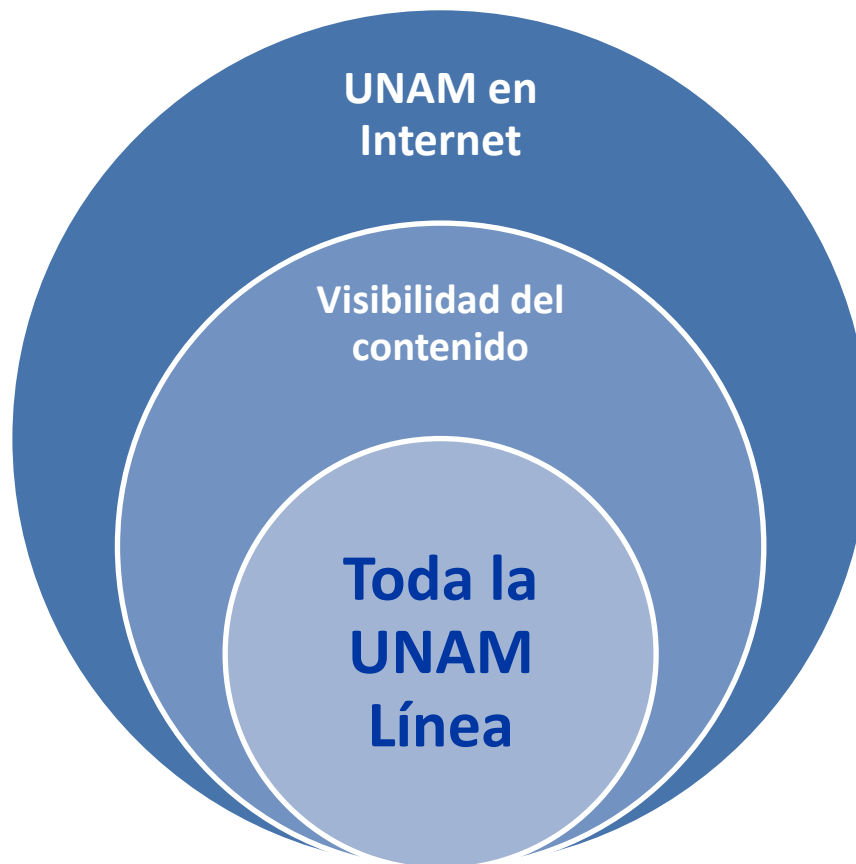 UNAM en
Internet
Visibilidad del
contenido
Toda la
UNAM
Línea